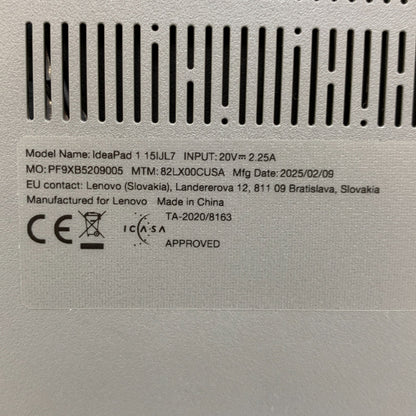 Model Name: IdeaPad 1 15IJL7 INPUT: 20V⎓ 2.25A
MO: PF9XB5209005 MTM: 82LX00CUSA Mfg Date: 2025/02/09
EU contact: Lenovo (Slovakia), Landererova 12, 811 09 Bratislava, Slovakia
Manufactured for Lenovo Made in China
TA-2020/8163
CE ICASA
APPROVED